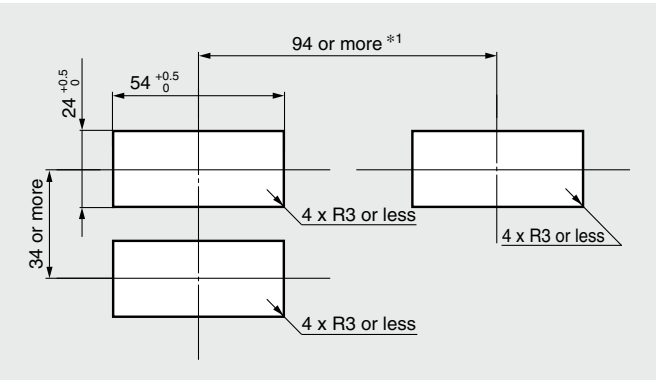 94 or more *1
54 +0.5 0
24 +0.5 0
34 or more
4 x R3 or less
4 x R3 or less
4 x R3 or less